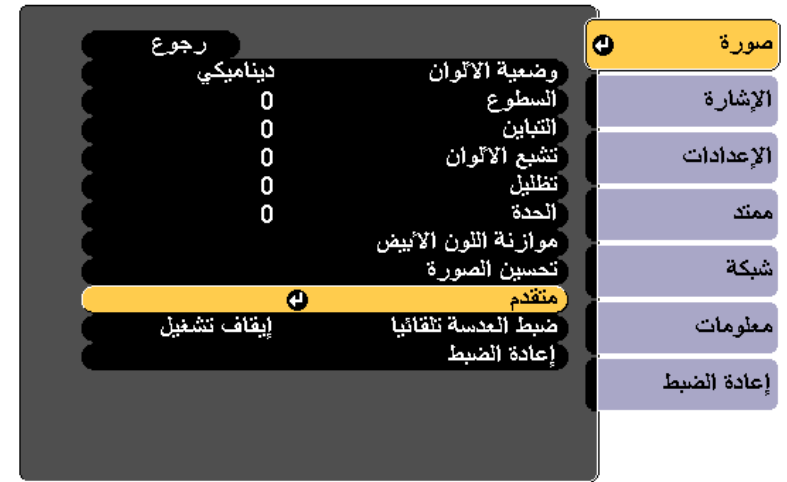 صورة
الإشارة
الإعدادات
ممتد
شبكة
معلومات
إعادة الضبط
رجوع
وضعية الألوان ديناميكي
السطوع 0
التباين 0
تشبع الألوان 0
تظليل 0
الحدة 0
موازنة اللون الأبيض
تحسين الصورة
متقدم
ضبط العدسة تلقائيا إيقاف تشغيل
إعادة الضبط